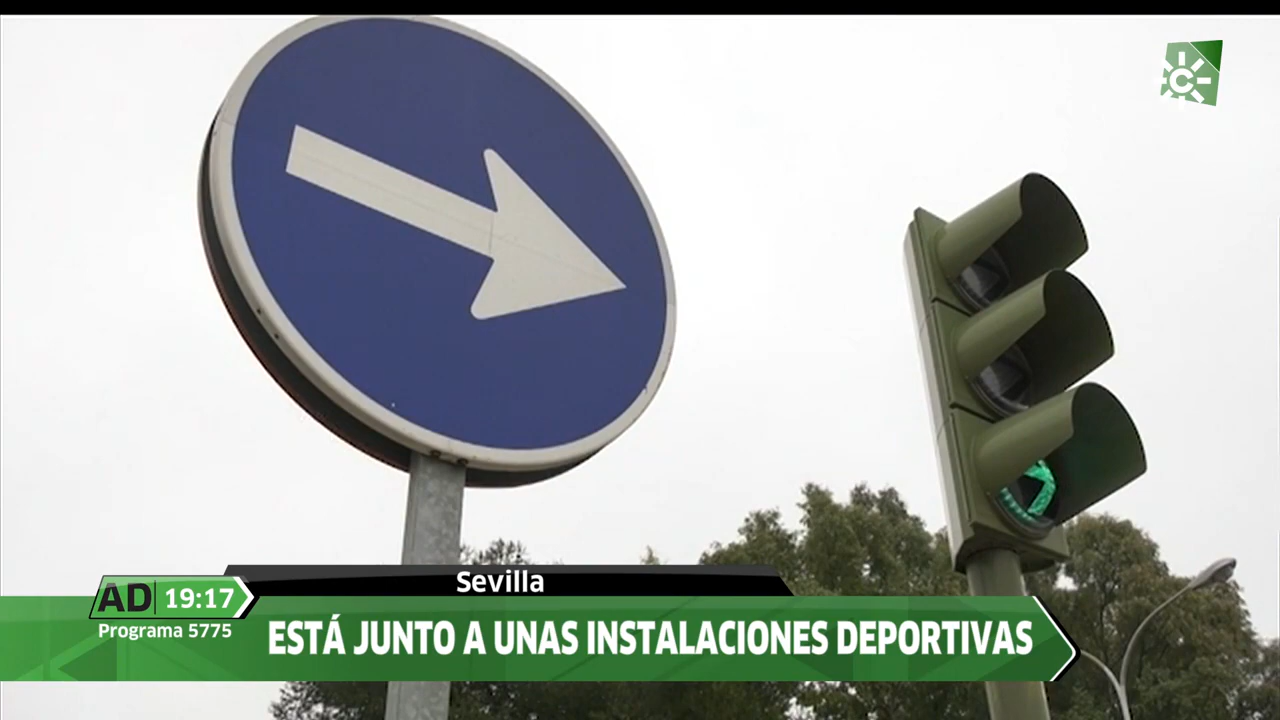 C
Sevilla
AD 19:17
Programa 5775
ESTÁ JUNTO A UNAS INSTALACIONES DEPORTIVAS